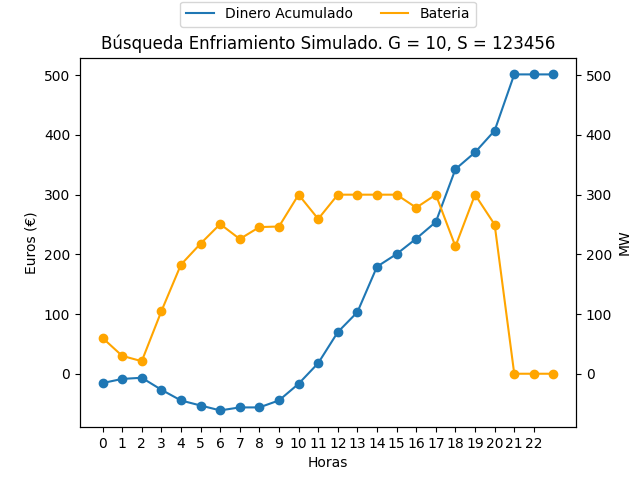 Dinero Acumulado Bateria
Búsqueda Enfriamiento Simulado. G = 10, S = 123456
500 500
400 400
300 300
200 200
100 100
0 0
Euros (€)
MW
0 1 2 3 4 5 6 7 8 9 10 11 12 13 14 15 16 17 18 19 20 21 22
Horas